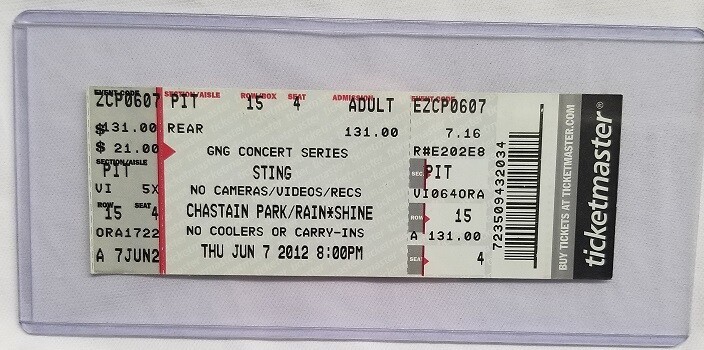 EVENT CODE
EZCP0607
$131.00
$ 21.00
SECTION/AISLE
PIT
VI 5X
ROW SEAT
15 4
ORA1722
A 7JUN2
SECTION/AISLE ROW/BOX SEAT ADMISSION
PIT 15 4 ADULT
REAR 131.00
GNG CONCERT SERIES
STING
NO CAMERAS/VIDEOS/RECS
CHASTAIN PARK/RAIN*SHINE
NO COOLERS OR CARRY-INS
THU JUN 7 2012 8:00PM
EVENT CODE
EZCP0607
7.16
R#E202E8
SEC
PIT
VI0640RA
ROW 15
A 131.00
SEAT 4
723509432034
BUY TICKETS AT TICKETMASTER.COM
ticketmaster®